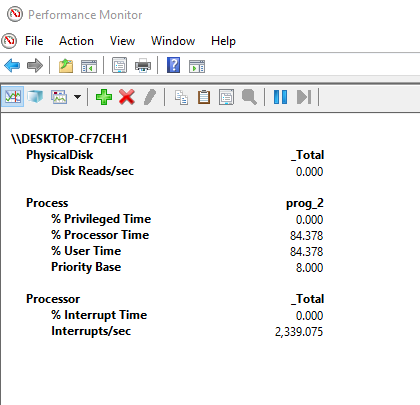 Performance Monitor
File Action View Window Help
\\DESKTOP-CF7CEH1
PhysicalDisk _Total
Disk Reads/sec 0.000
Process prog_2
% Privileged Time 0.000
% Processor Time 84.378
% User Time 84.378
Priority Base 8.000
Processor _Total
% Interrupt Time 0.000
Interrupts/sec 2,339.075